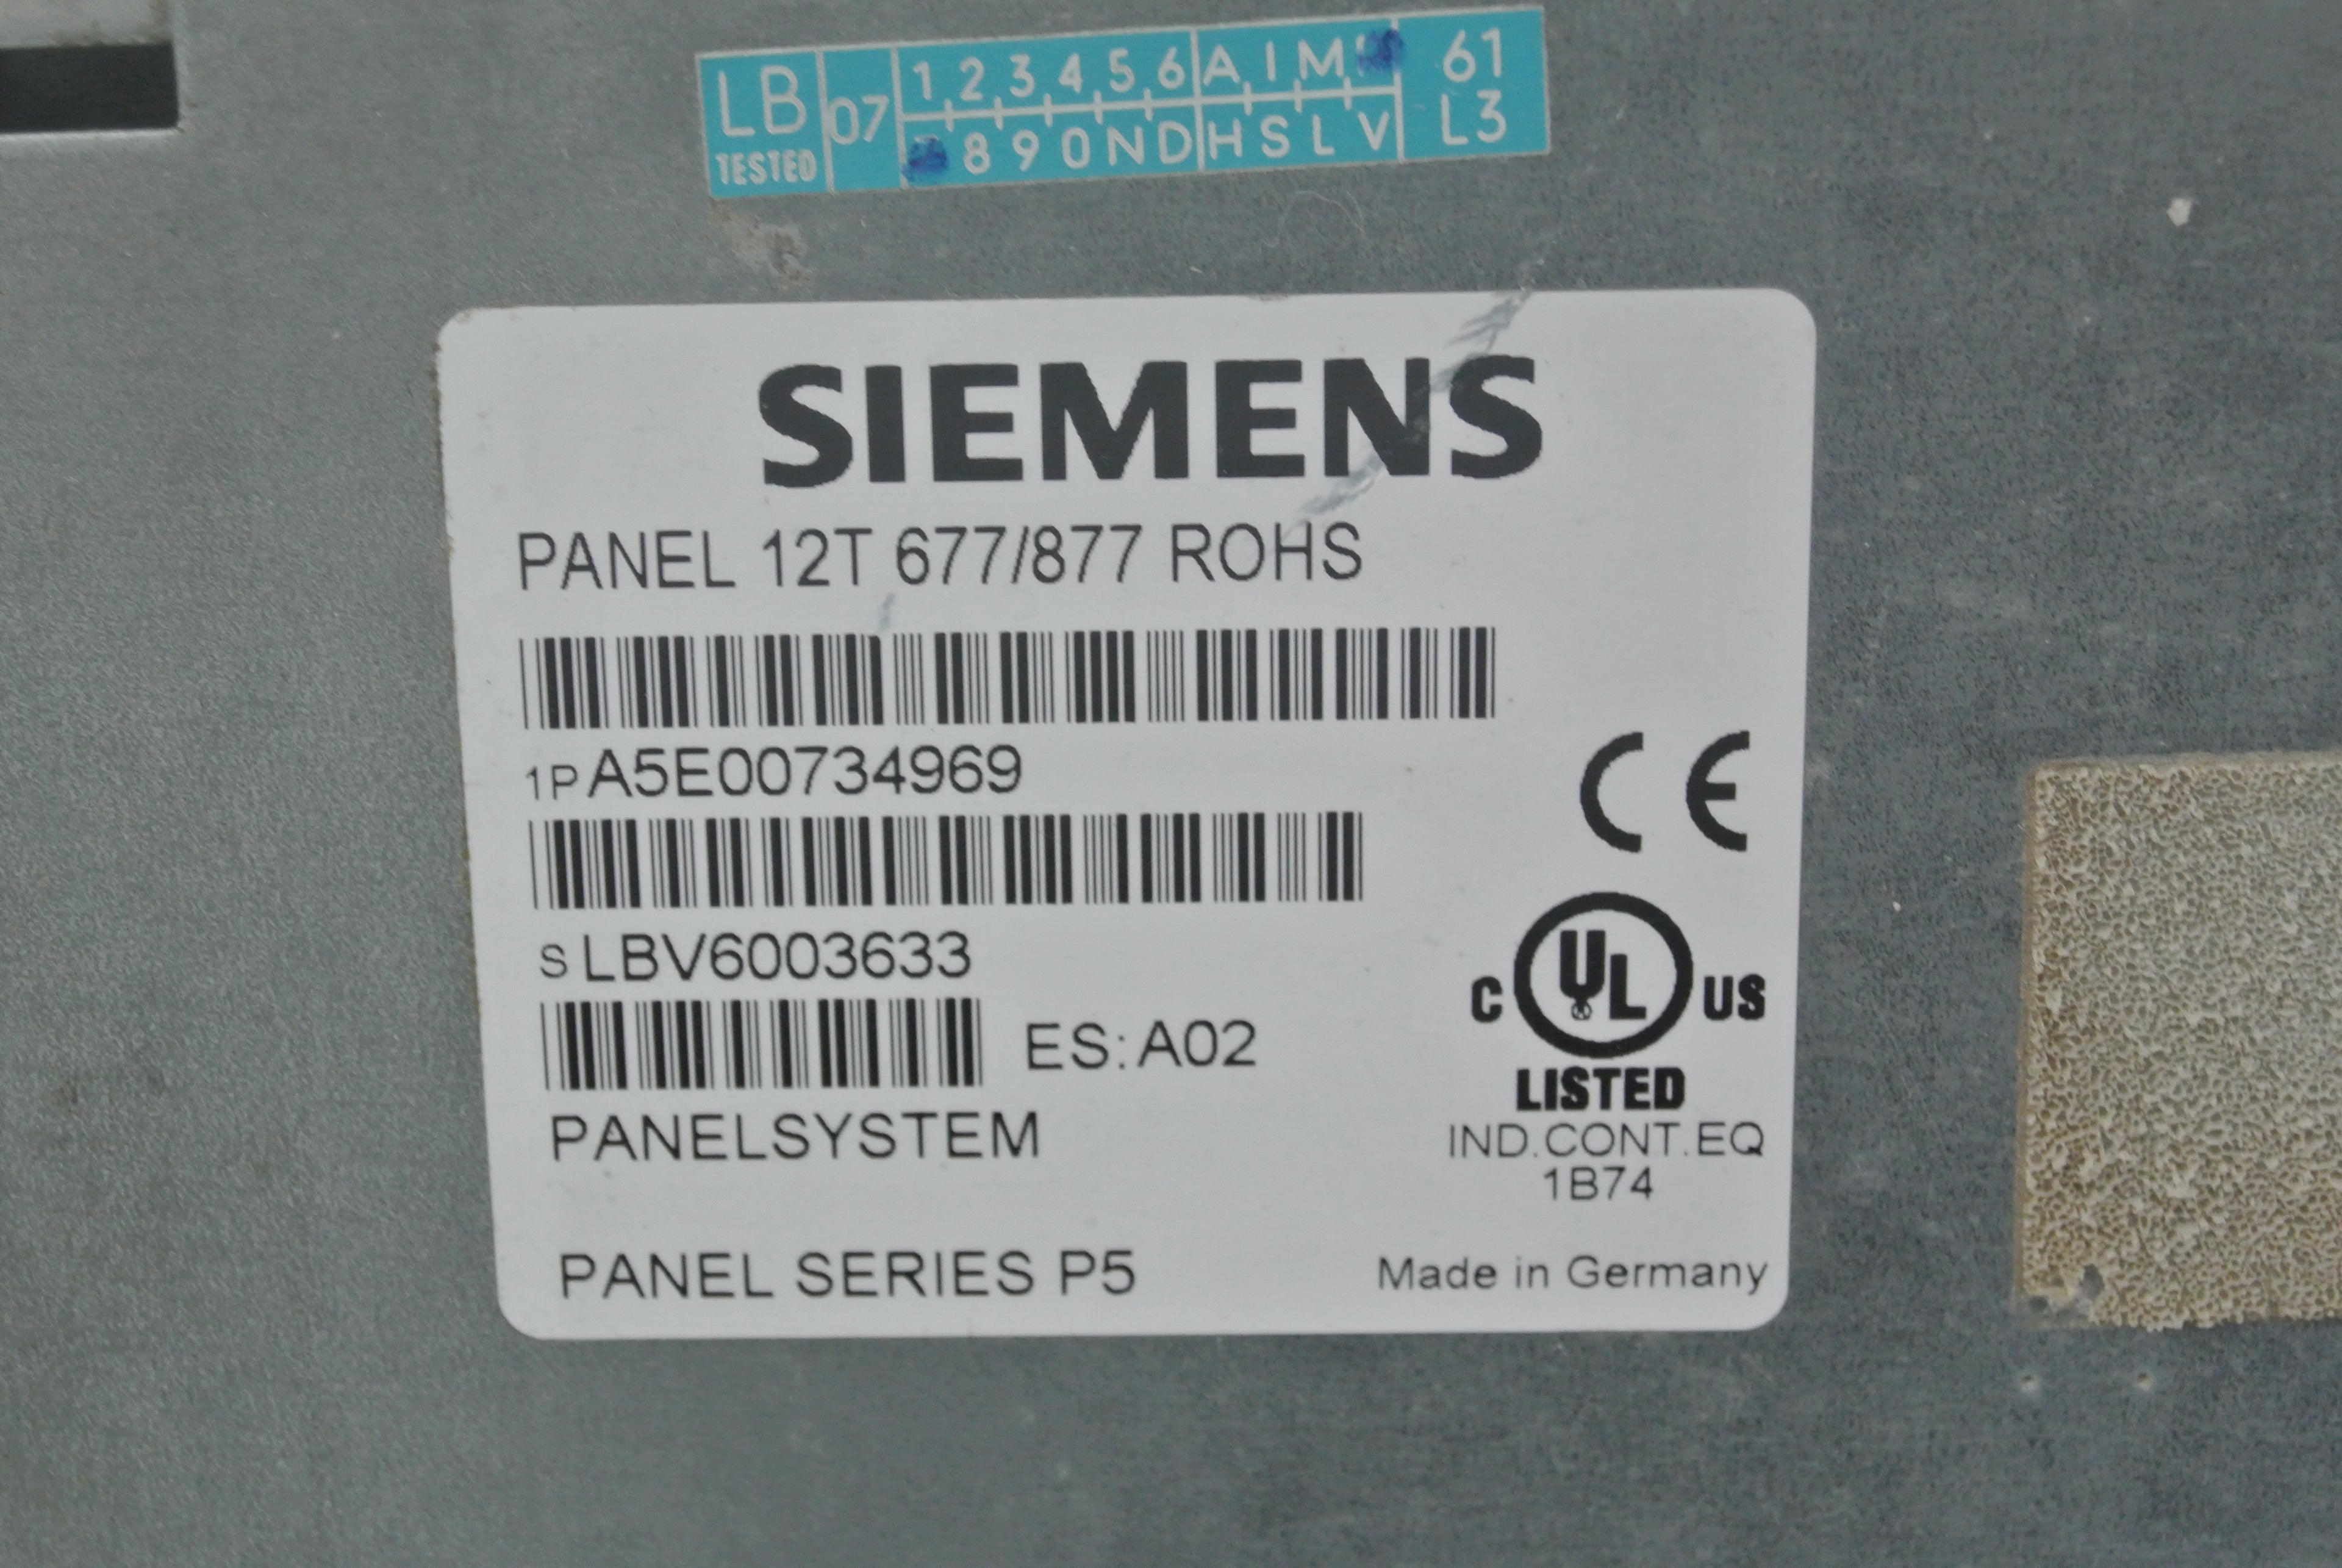 LB 07 1 2 3 4 5 6 A I M 61
TESTED 8 9 0 N D H S L V L3
SIEMENS
PANEL 12T 677/877 ROHS
1P A5E00734969
S LBV6003633
ES: A02
PANELSYSTEM
PANEL SERIES P5
CE
C UL US
LISTED
IND.CONT.EQ
1B74
Made in Germany